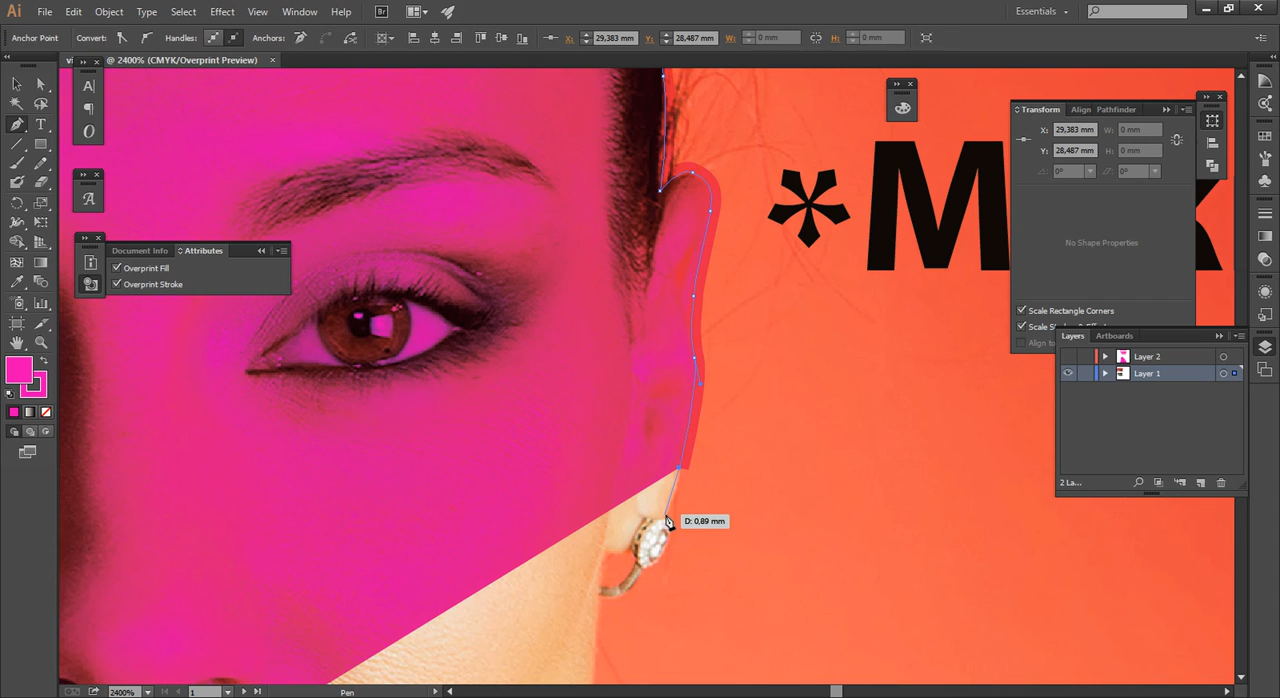 Ai File Edit Object Type Select Effect View Window Help Br Essentials
Anchor Point Convert: Handles: Anchors: X: 29,383 mm Y: 28,487 mm W: 0 mm H: 0 mm
@ 2400% (CMYK/Overprint Preview) ×
Transform Align Pathfinder
X: 29,383 mm W: 0 mm
Y: 28,487 mm H: 0 mm
0° 0°
No Shape Properties
Scale Rectangle Corners
Align to
*M
Document Info Attributes
Overprint Fill
Overprint Stroke
Layers Artboards
Layer 2
Layer 1
2 La...
D: 0,89 mm
2400% 1 Pen